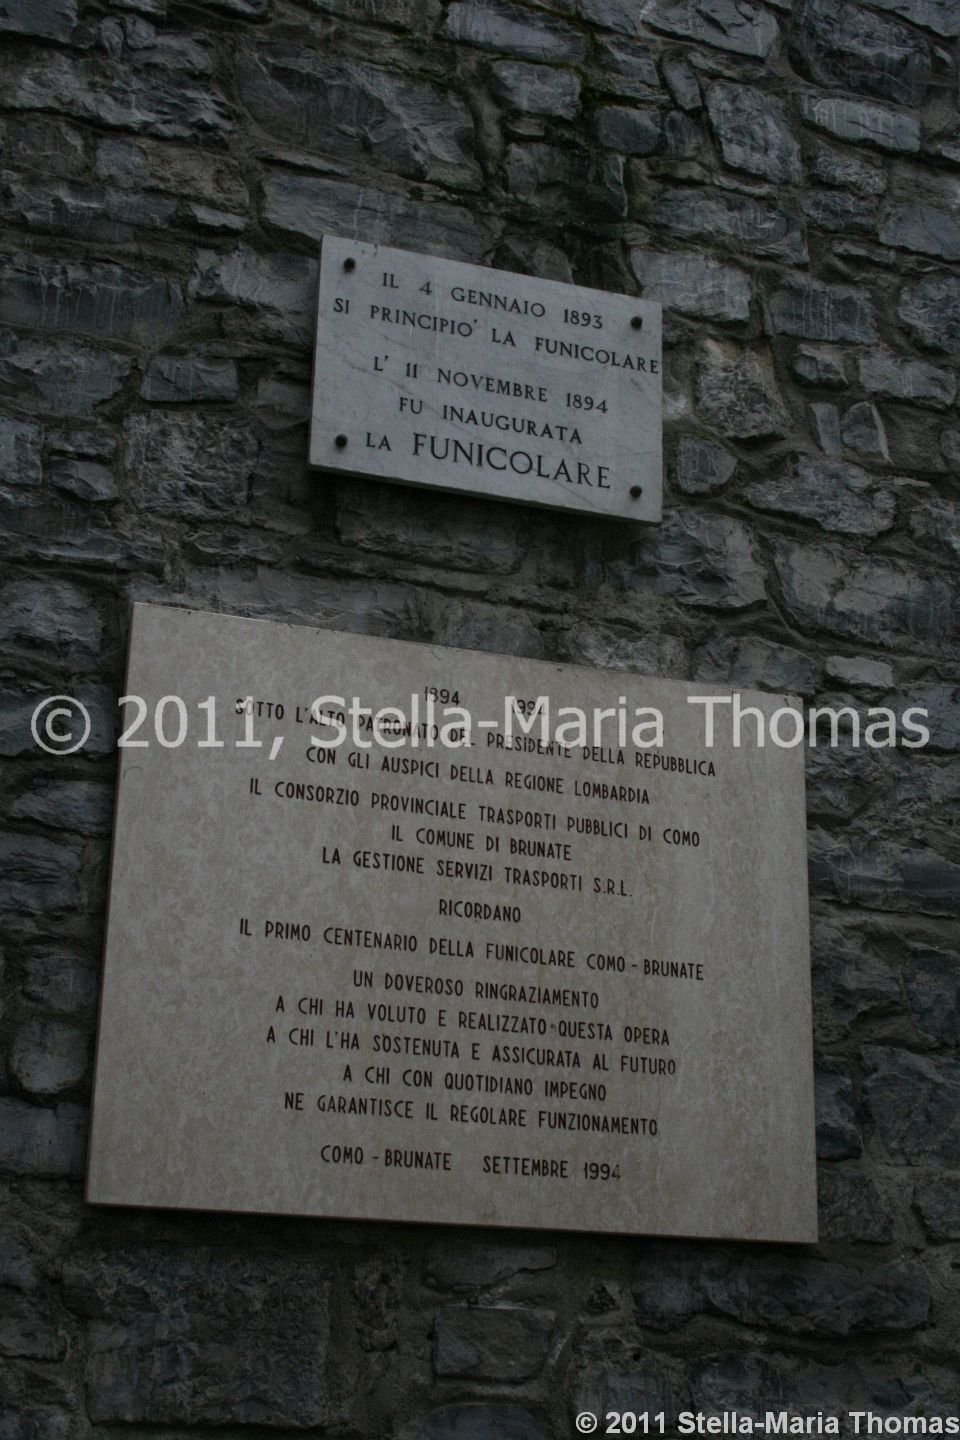 IL 4 GENNAIO 1893
SI PRINCIPIO' LA FUNICOLARE
L' 11 NOVEMBRE 1894
FU INAUGURATA
LA FUNICOLARE
1894 1994
© 2011, Stella-Maria Thomas
SOTTO L'ALTO PATRONATO DEL PRESIDENTE DELLA REPUBBLICA
CON GLI AUSPICI DELLA REGIONE LOMBARDIA
IL CONSORZIO PROVINCIALE TRASPORTI PUBBLICI DI COMO
IL COMUNE DI BRUNATE
LA GESTIONE SERVIZI TRASPORTI S.R.L.
RICORDANO
IL PRIMO CENTENARIO DELLA FUNICOLARE COMO - BRUNATE
UN DOVEROSO RINGRAZIAMENTO
A CHI HA VOLUTO E REALIZZATO QUESTA OPERA
A CHI L'HA SOSTENUTA E ASSICURATA AL FUTURO
A CHI CON QUOTIDIANO IMPEGNO
NE GARANTISCE IL REGOLARE FUNZIONAMENTO
COMO - BRUNATE SETTEMBRE 1994
© 2011 Stella-Maria Thomas